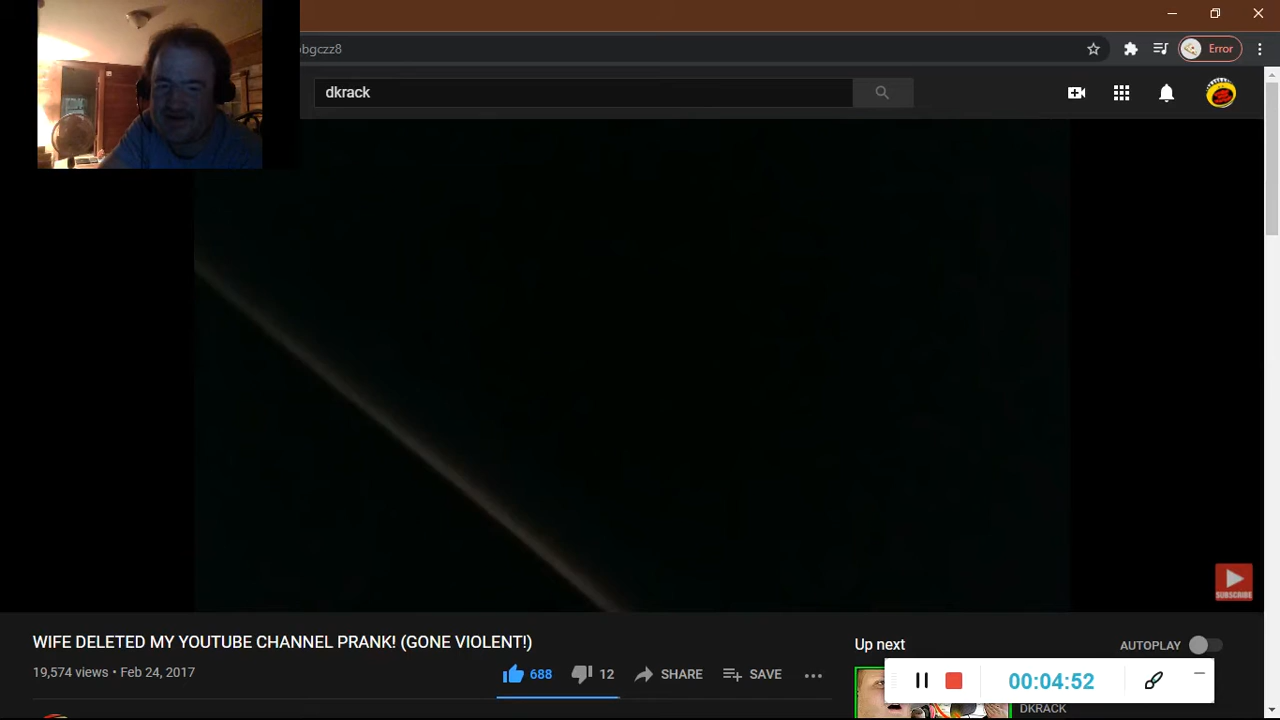 bgczz8
Error
dkrack
SUBSCRIBE
WIFE DELETED MY YOUTUBE CHANNEL PRANK! (GONE VIOLENT!)
19,574 views • Feb 24, 2017
688
12
SHARE
SAVE
Up next
AUTOPLAY
00:04:52
DKRACK